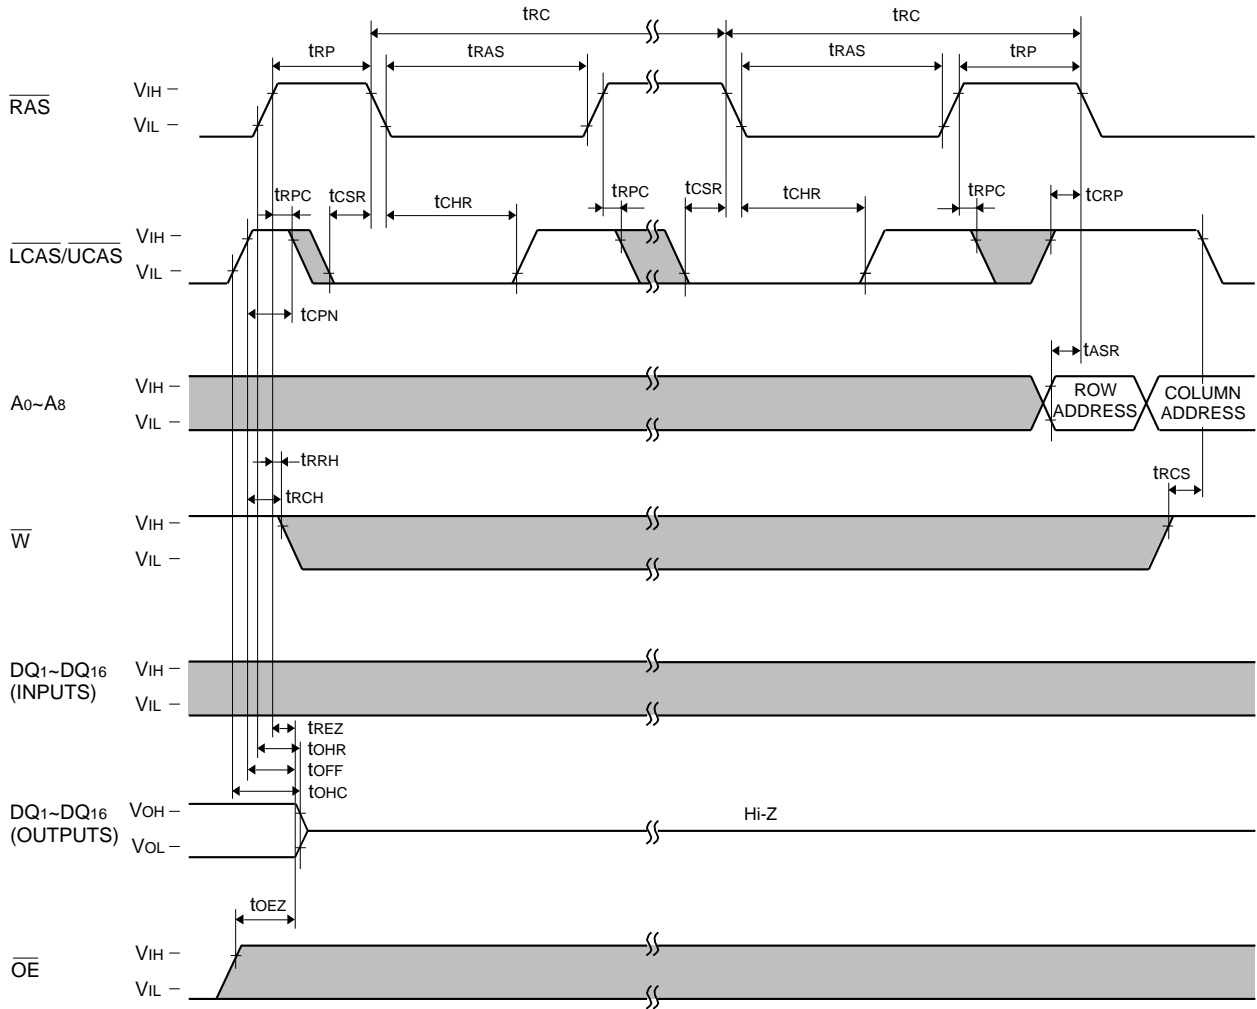 tRC
tRC
tRP
tRAS
tRAS
tRP
RAS
VIH
VIL
tRPC
tCSR
tCHR
tRPC
tCSR
tCHR
tRPC
tCRP
LCAS/UCAS
VIH
VIL
tCPN
tASR
A0~A8
VIH
VIL
ROW
ADDRESS
COLUMN
ADDRESS
tRRH
tRCH
tRCS
W
VIH
VIL
DQ1~DQ16
(INPUTS)
VIH
VIL
tREZ
tOHR
tOFF
tOHC
DQ1~DQ16
(OUTPUTS)
VOH
VOL
Hi-Z
tOEZ
OE
VIH
VIL